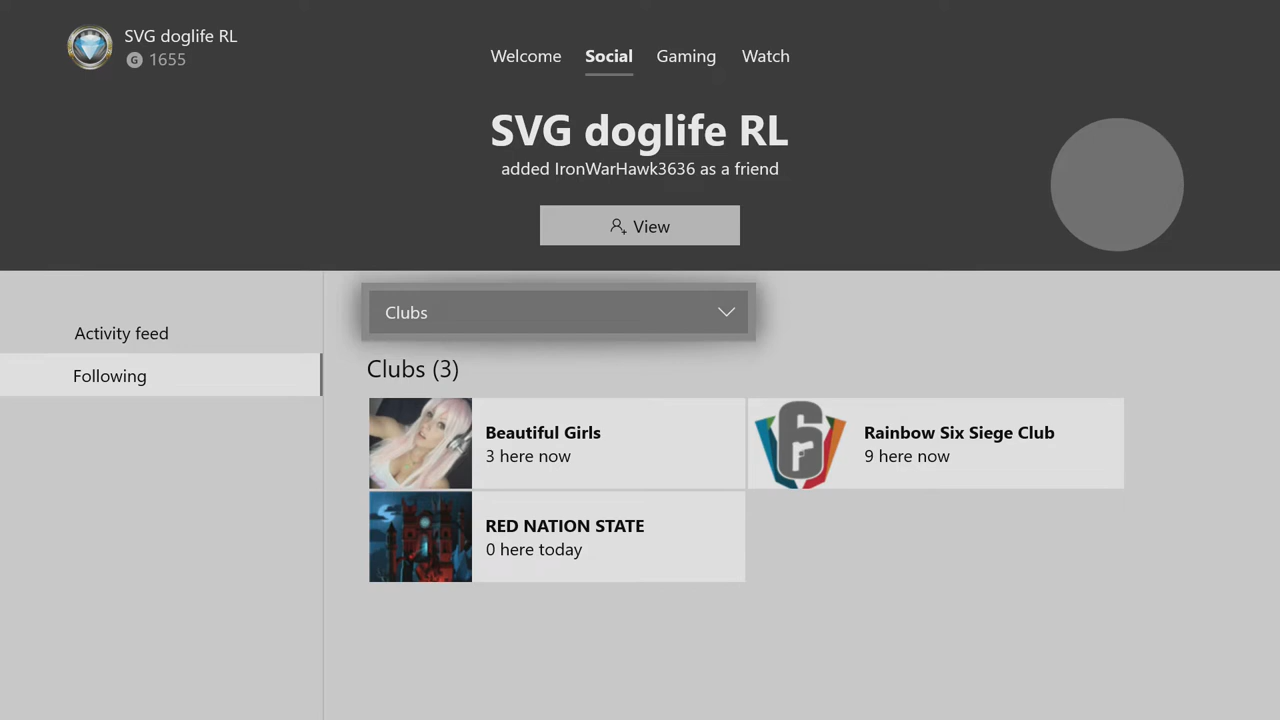 SVG doglife RL
G 1655
Welcome Social Gaming Watch
SVG doglife RL
added IronWarHawk3636 as a friend
View
Activity feed
Following
Clubs
Clubs (3)
Beautiful Girls
3 here now
6
Rainbow Six Siege Club
9 here now
RED NATION STATE
0 here today